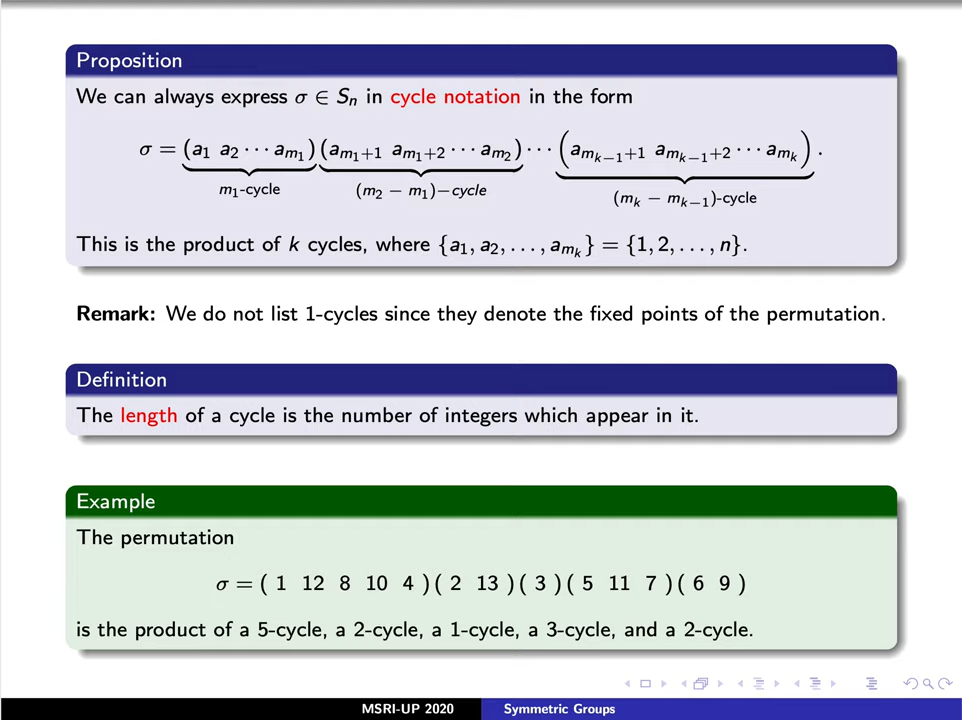 Proposition
We can always express σ ∈ Sₙ in cycle notation in the form
σ = (a₁ a₂ ⋯ a_{m₁}) (a_{m₁+1} a_{m₁+2} ⋯ a_{m₂}) ⋯ (a_{m_{k−1}+1} a_{m_{k−1}+2} ⋯ a_{m_k}) .
m₁-cycle (m₂ − m₁)−cycle (m_k − m_{k−1})-cycle
This is the product of k cycles, where {a₁, a₂, . . . , a_{m_k}} = {1, 2, . . . , n}.
Remark: We do not list 1-cycles since they denote the fixed points of the permutation.
Definition
The length of a cycle is the number of integers which appear in it.
Example
The permutation
σ = ( 1 12 8 10 4 ) ( 2 13 ) ( 3 ) ( 5 11 7 ) ( 6 9 )
is the product of a 5-cycle, a 2-cycle, a 1-cycle, a 3-cycle, and a 2-cycle.
MSRI-UP 2020 Symmetric Groups